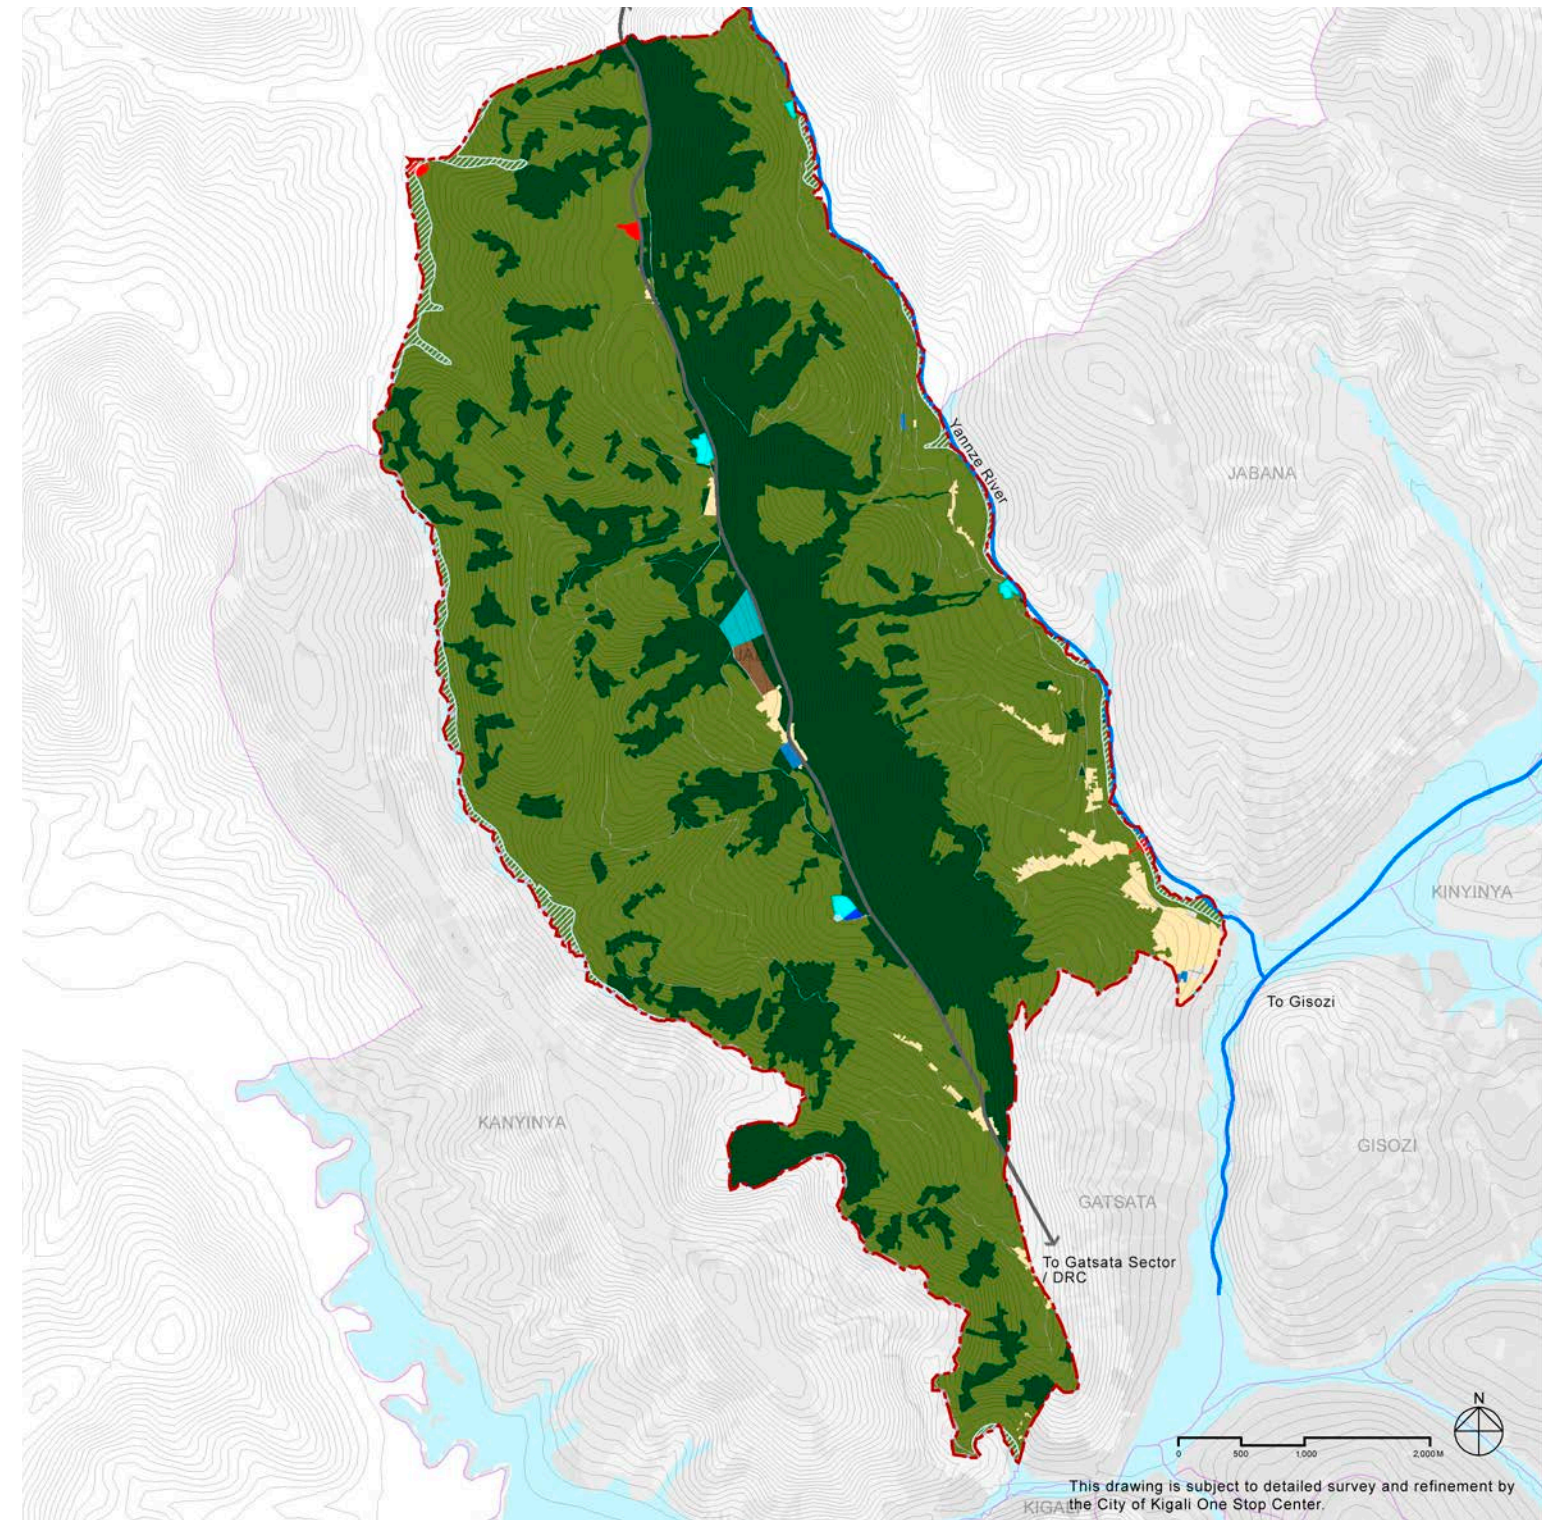 Yannze River
JABANA
KINYINYA
To Gisozi
KANYINYA
GISOZI
GATSATA
To Gatsata Sector
/ DRC
N
0 500 1,000 2,000 M
This drawing is subject to detailed survey and refinement by
the City of Kigali One Stop Center.